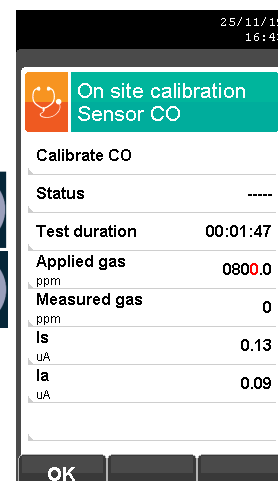 25/11/19
16:4
On site calibration
Sensor CO
Calibrate CO
Status -----
Test duration 00:01:47
Applied gas 0800.0
ppm
Measured gas 0
ppm
Is 0.13
uA
Ia 0.09
uA
OK